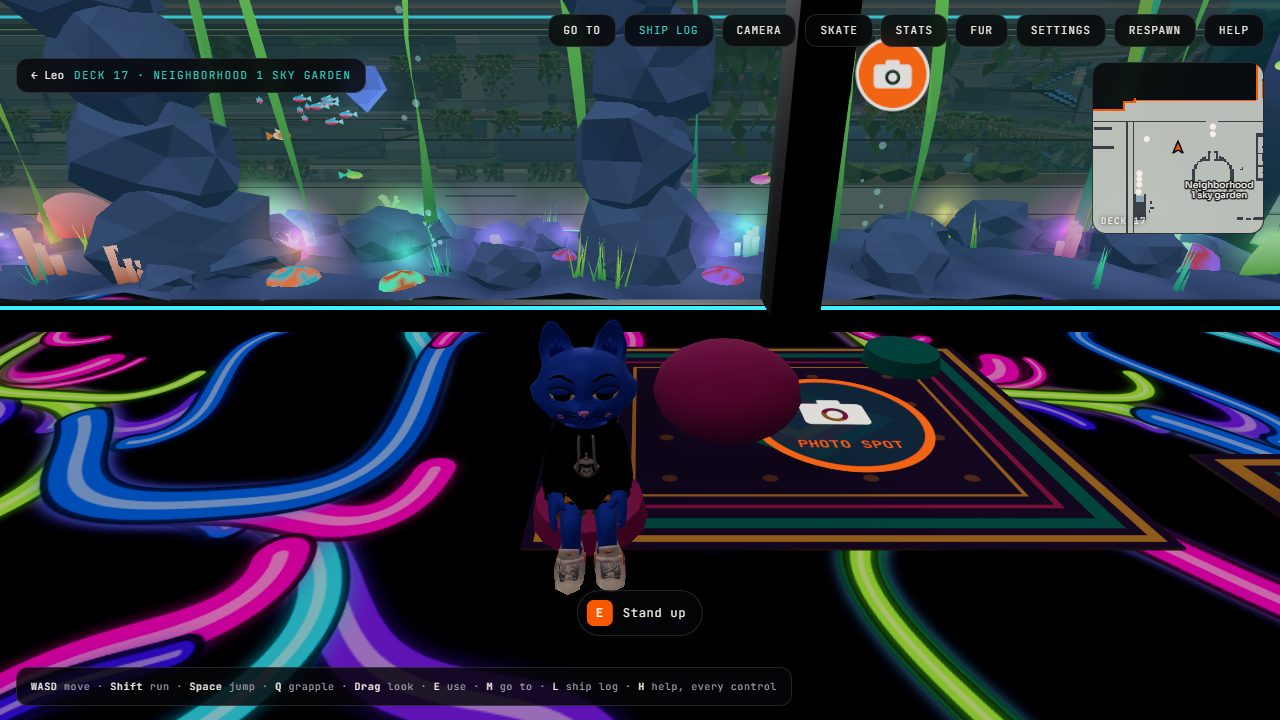 GO TO
SHIP LOG
CAMERA
SKATE
STATS
FUR
SETTINGS
RESPAWN
HELP
← Leo DECK 17 · NEIGHBORHOOD 1 SKY GARDEN
Neighborhood
1 sky garden
DECK 17
PHOTO SPOT
E Stand up
WASD move · Shift run · Space jump · Q grapple · Drag look · E use · M go to · L ship log · H help, every control